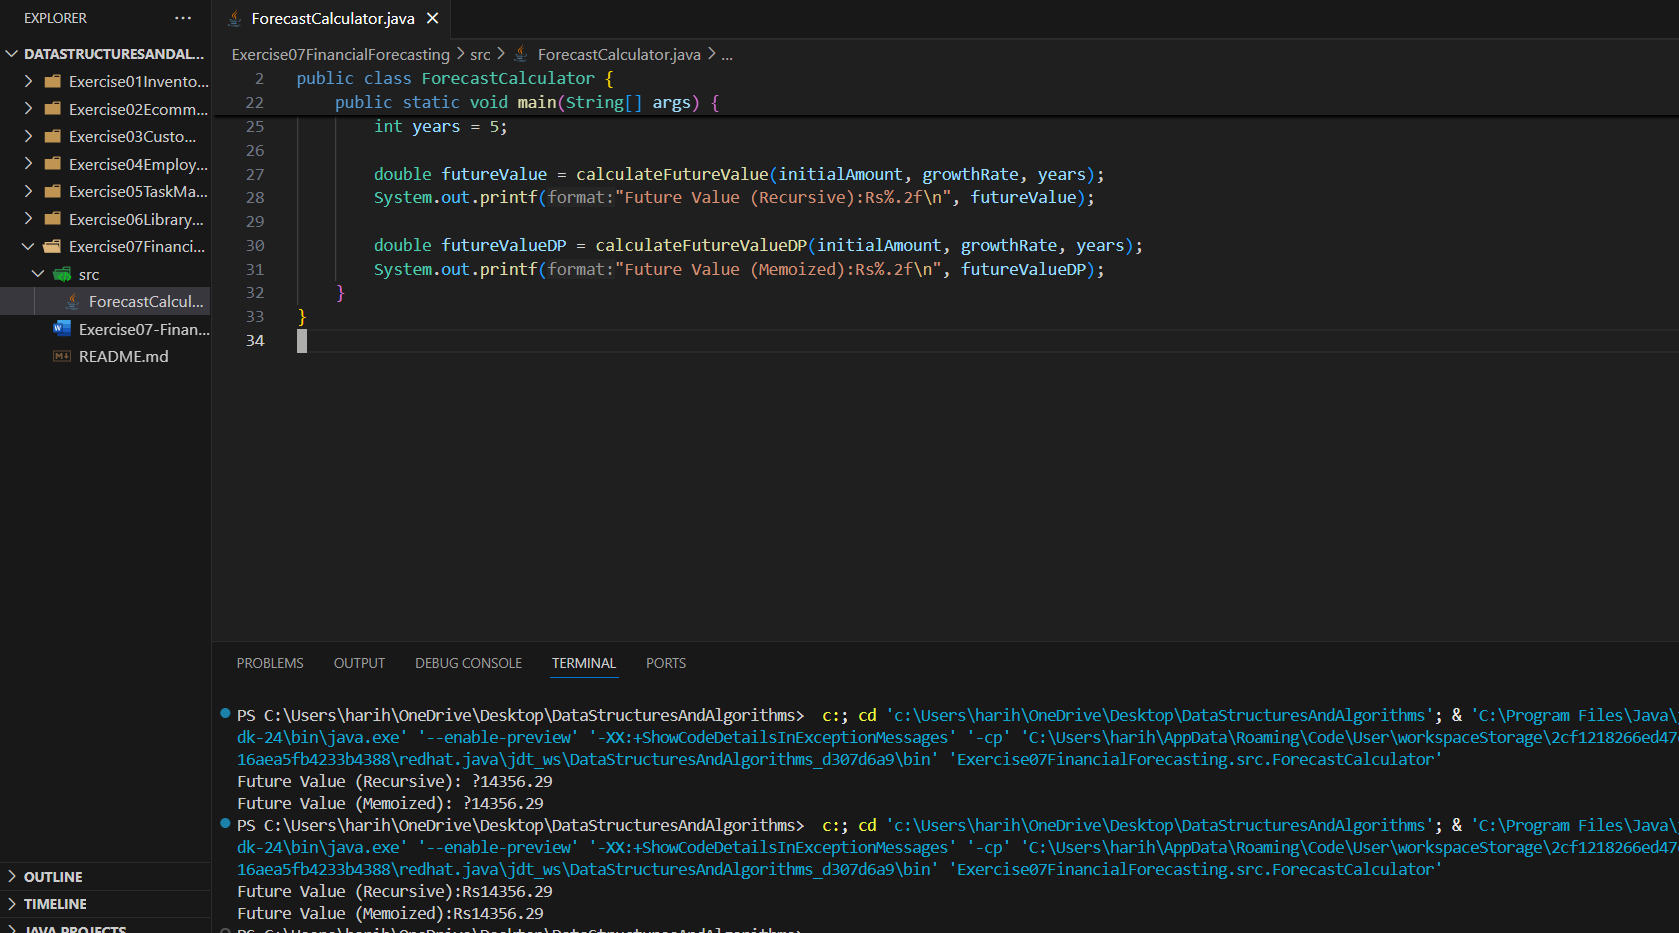 EXPLORER
DATASTRUCTURESANDAL...
Exercise01Invento...
Exercise02Ecomm...
Exercise03Custo...
Exercise04Employ...
Exercise05TaskMa...
Exercise06Library...
Exercise07Financi...
src
ForecastCalcul...
Exercise07-Finan...
README.md
OUTLINE
TIMELINE
JAVA PROJECTS
ForecastCalculator.java
Exercise07FinancialForecasting > src > ForecastCalculator.java > ...
2 public class ForecastCalculator {
22 public static void main(String[] args) {
25 int years = 5;
26
27 double futureValue = calculateFutureValue(initialAmount, growthRate, years);
28 System.out.printf(format:"Future Value (Recursive):Rs%.2f\n", futureValue);
29
30 double futureValueDP = calculateFutureValueDP(initialAmount, growthRate, years);
31 System.out.printf(format:"Future Value (Memoized):Rs%.2f\n", futureValueDP);
32 }
33 }
34
PROBLEMS OUTPUT DEBUG CONSOLE TERMINAL PORTS
PS C:\Users\harih\OneDrive\Desktop\DataStructuresAndAlgorithms> c:; cd 'c:\Users\harih\OneDrive\Desktop\DataStructuresAndAlgorithms'; & 'C:\Program Files\Java\
dk-24\bin\java.exe' '--enable-preview' '-XX:+ShowCodeDetailsInExceptionMessages' '-cp' 'C:\Users\harih\AppData\Roaming\Code\User\workspaceStorage\2cf1218266ed47
16aea5fb4233b4388\redhat.java\jdt_ws\DataStructuresAndAlgorithms_d307d6a9\bin' 'Exercise07FinancialForecasting.src.ForecastCalculator'
Future Value (Recursive): ?14356.29
Future Value (Memoized): ?14356.29
PS C:\Users\harih\OneDrive\Desktop\DataStructuresAndAlgorithms> c:; cd 'c:\Users\harih\OneDrive\Desktop\DataStructuresAndAlgorithms'; & 'C:\Program Files\Java\
dk-24\bin\java.exe' '--enable-preview' '-XX:+ShowCodeDetailsInExceptionMessages' '-cp' 'C:\Users\harih\AppData\Roaming\Code\User\workspaceStorage\2cf1218266ed47
16aea5fb4233b4388\redhat.java\jdt_ws\DataStructuresAndAlgorithms_d307d6a9\bin' 'Exercise07FinancialForecasting.src.ForecastCalculator'
Future Value (Recursive):Rs14356.29
Future Value (Memoized):Rs14356.29
PS C:\Users\harih\OneDrive\Desktop\DataStructuresAndAlgorithms>